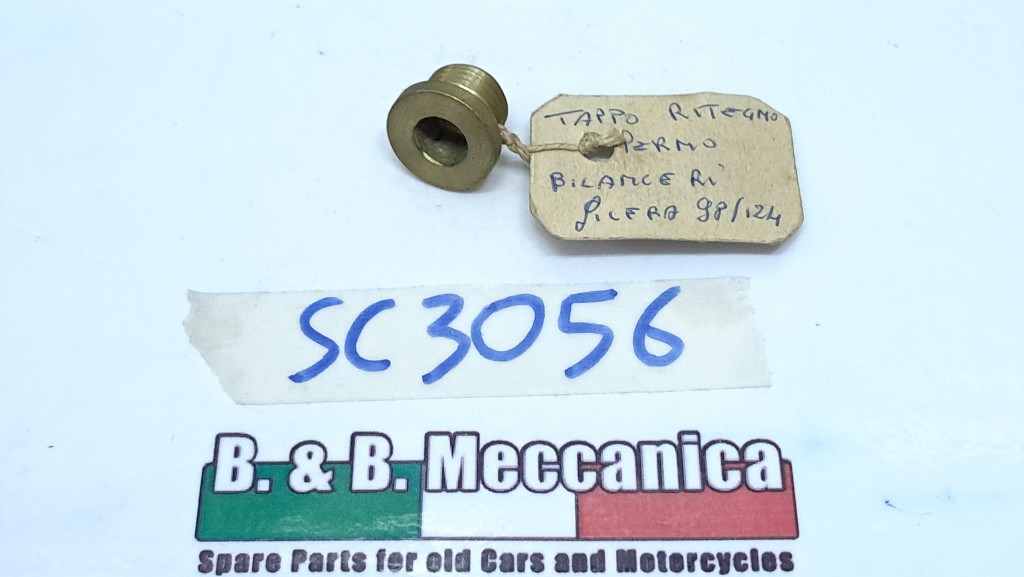 TAPPO RITEGNO
PERNO
BILANCERI
GILERA 98/124
SC3056
B. & B. Meccanica
Spare Parts for old Cars and Motorcycles